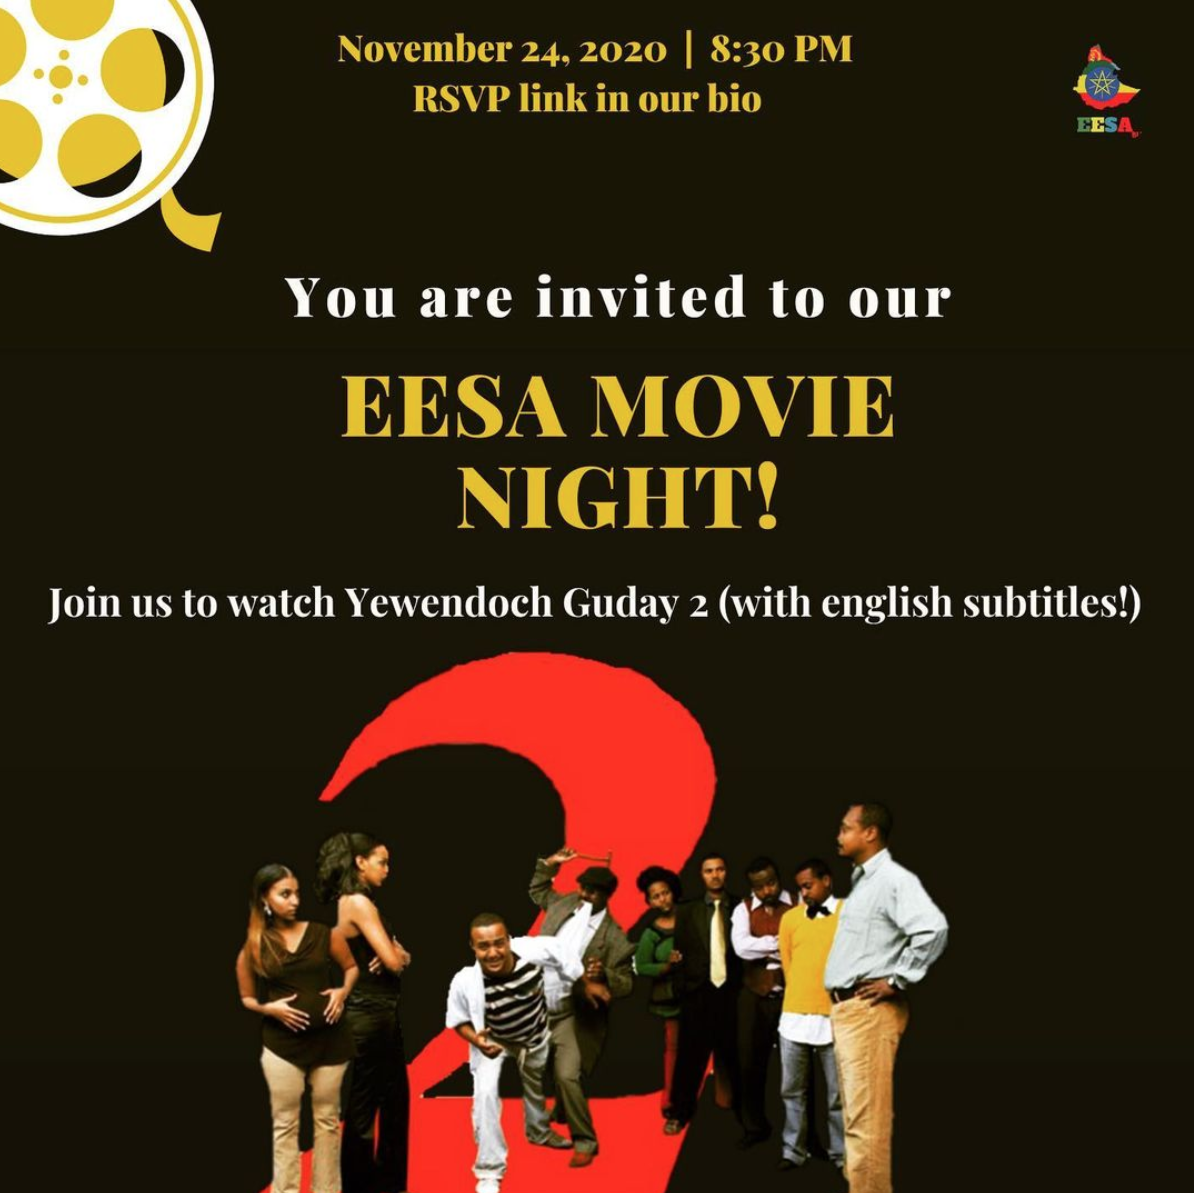 November 24, 2020 | 8:30 PM
RSVP link in our bio
EESA
You are invited to our
EESA MOVIE
NIGHT!
Join us to watch Yewendoch Guday 2 (with english subtitles!)
2